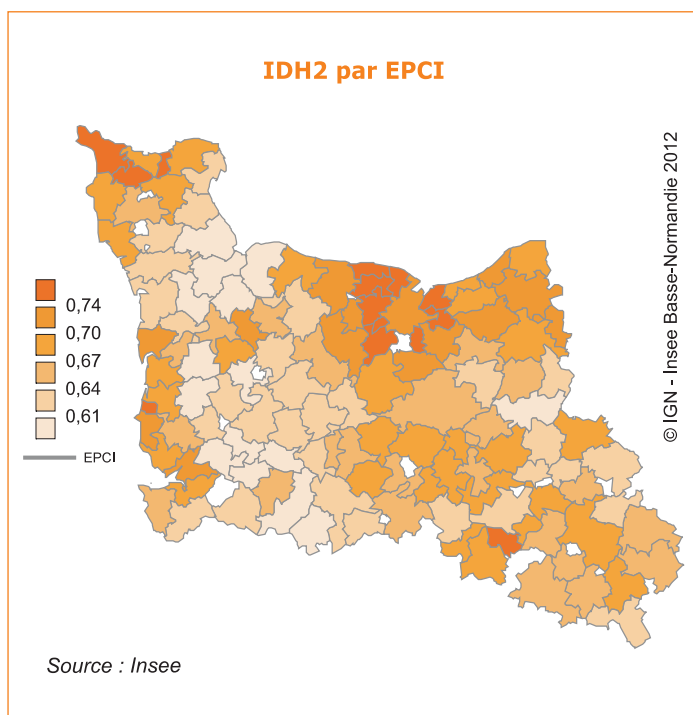 IDH2 par EPCI
© IGN - Insee Basse-Normandie 2012
0,74
0,70
0,67
0,64
0,61
EPCI
Source : Insee